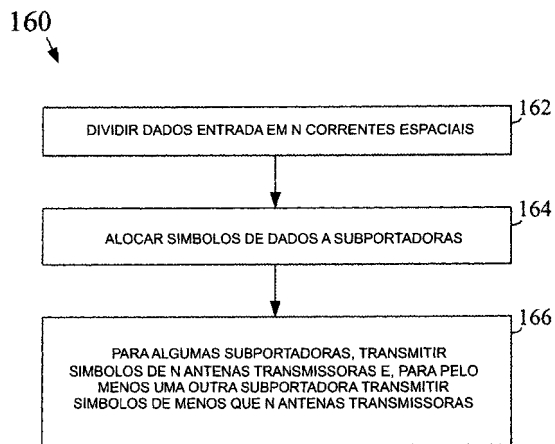 160
162
DIVIDIR DADOS ENTRADA EM N CORRENTES ESPACIAIS
164
ALOCAR SIMBOLOS DE DADOS A SUBPORTADORAS
166
PARA ALGUMAS SUBPORTADORAS, TRANSMITIR
SIMBOLOS DE N ANTENAS TRANSMISSORAS E, PARA PELO
MENOS UMA OUTRA SUBPORTADORA TRANSMITIR
SIMBOLOS DE MENOS QUE N ANTENAS TRANSMISSORAS